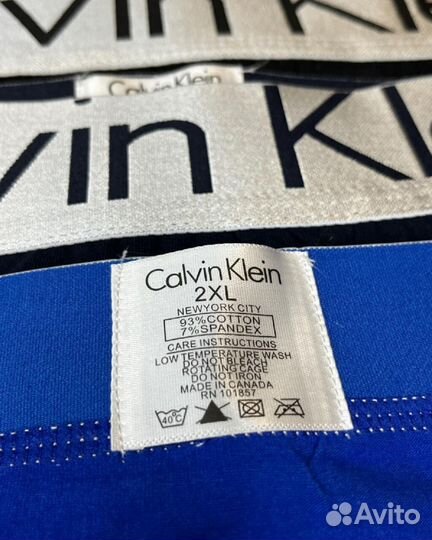 vin Kl
Calvin Klein
vin Kl
Calvin Klein
2XL
NEWYORK CITY
93%COTTON
7%SPANDEX
CARE INSTRUCTIONS
LOW TEMPERATURE WASH
DO NOT BLEACH
ROTATING CAGE
DO NOT IRON
MADE IN CANADA
RN 101857
40°C
Avito